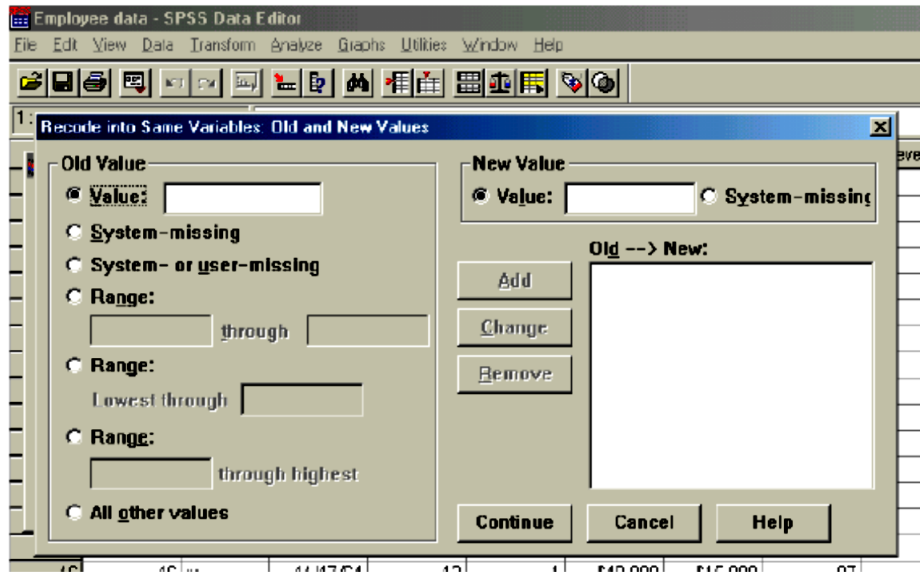 Employee data - SPSS Data Editor
File Edit View Data Transform Analyze Graphs Utilities Window Help
1:
Recode into Same Variables: Old and New Values
Old Value
Value:
System-missing
System- or user-missing
Range:
through
Range:
Lowest through
Range:
through highest
All other values
New Value
Value: System-missing
Old --> New:
Add
Change
Remove
Continue Cancel Help